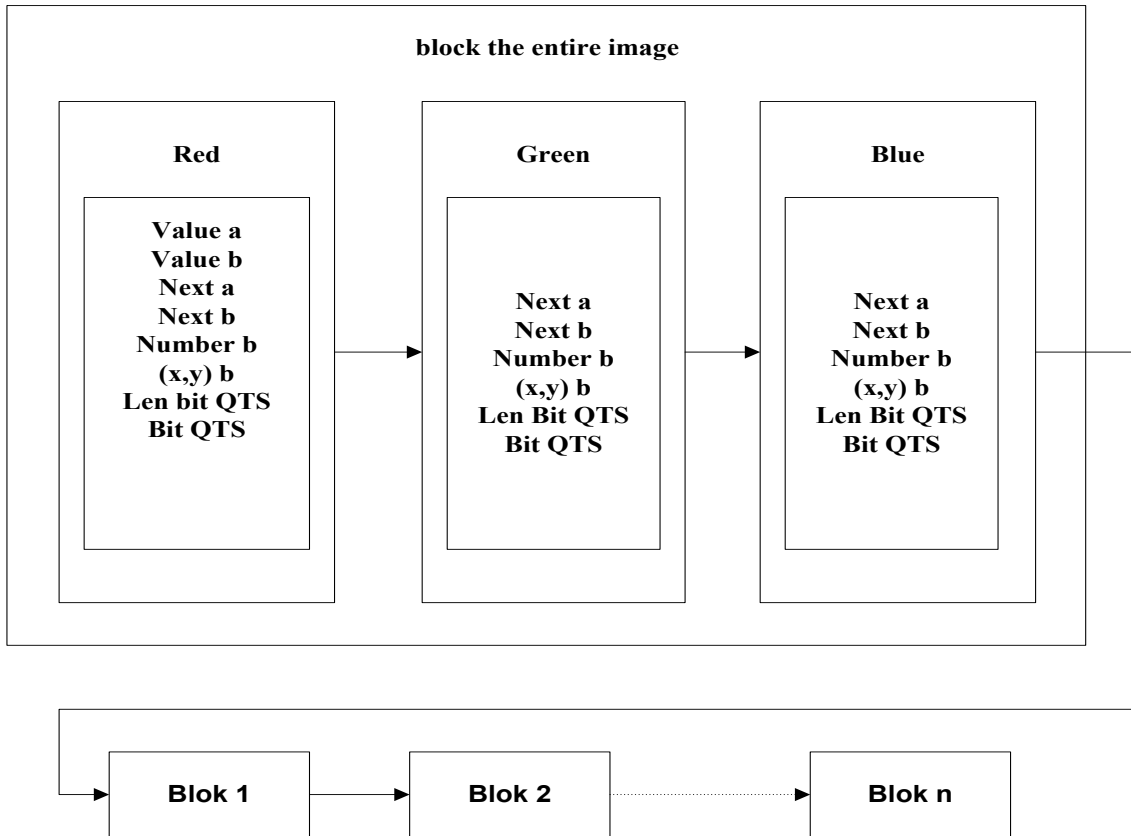 block the entire image
Red
Value a
Value b
Next a
Next b
Number b
(x,y) b
Len bit QTS
Bit QTS
Green
Next a
Next b
Number b
(x,y) b
Len Bit QTS
Bit QTS
Blue
Next a
Next b
Number b
(x,y) b
Len Bit QTS
Bit QTS
Blok 1
Blok 2
Blok n